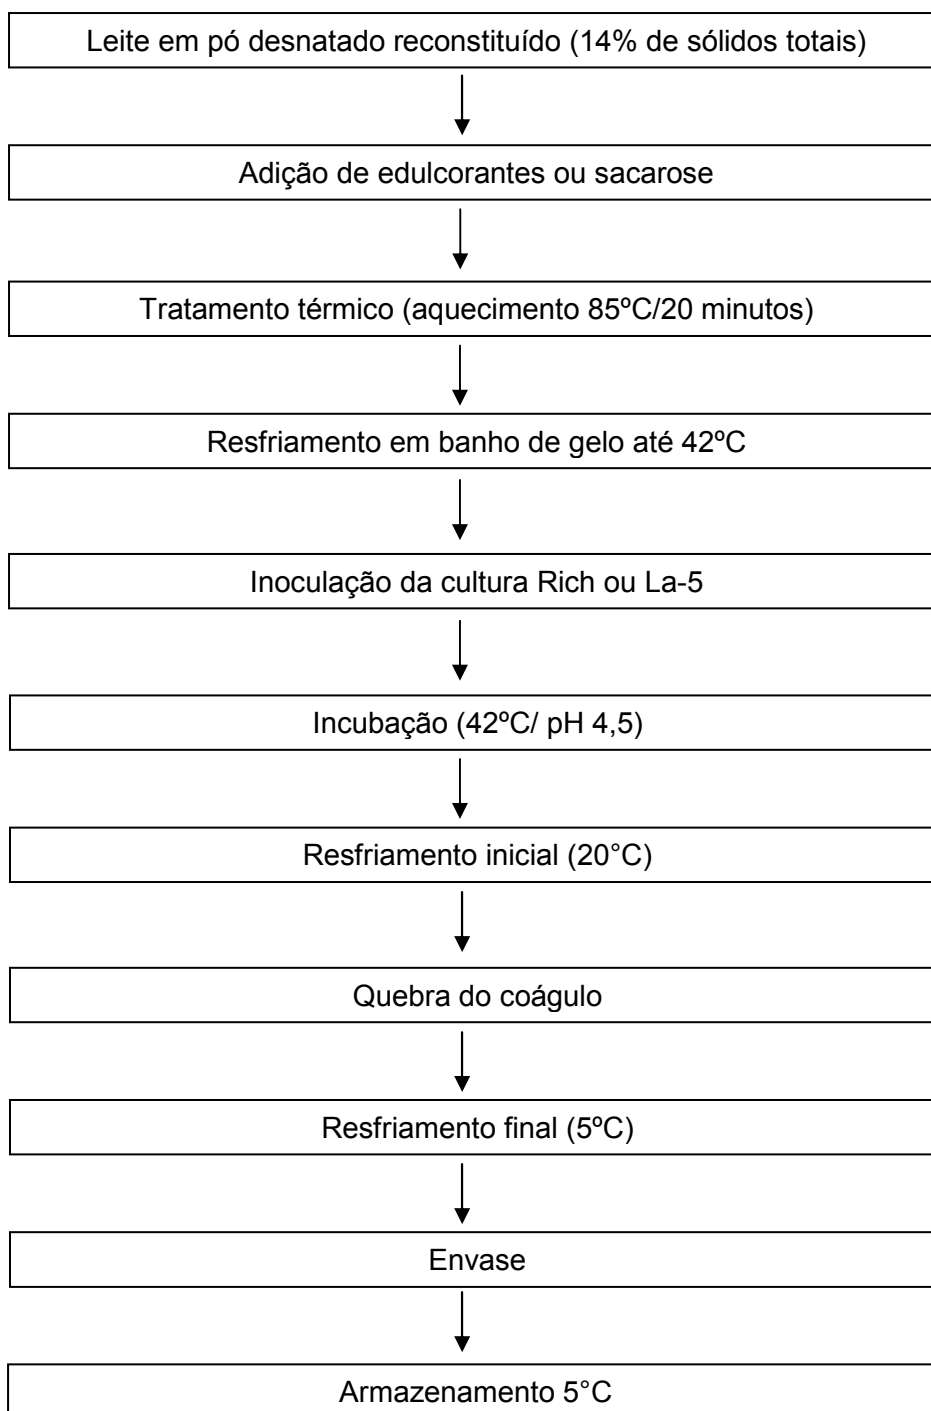 Leite em pó desnatado reconstituído (14% de sólidos totais)
Adição de edulcorantes ou sacarose
Tratamento térmico (aquecimento 85ºC/20 minutos)
Resfriamento em banho de gelo até 42ºC
Inoculação da cultura Rich ou La-5
Incubação (42ºC/ pH 4,5)
Resfriamento inicial (20°C)
Quebra do coágulo
Resfriamento final (5ºC)
Envase
Armazenamento 5°C